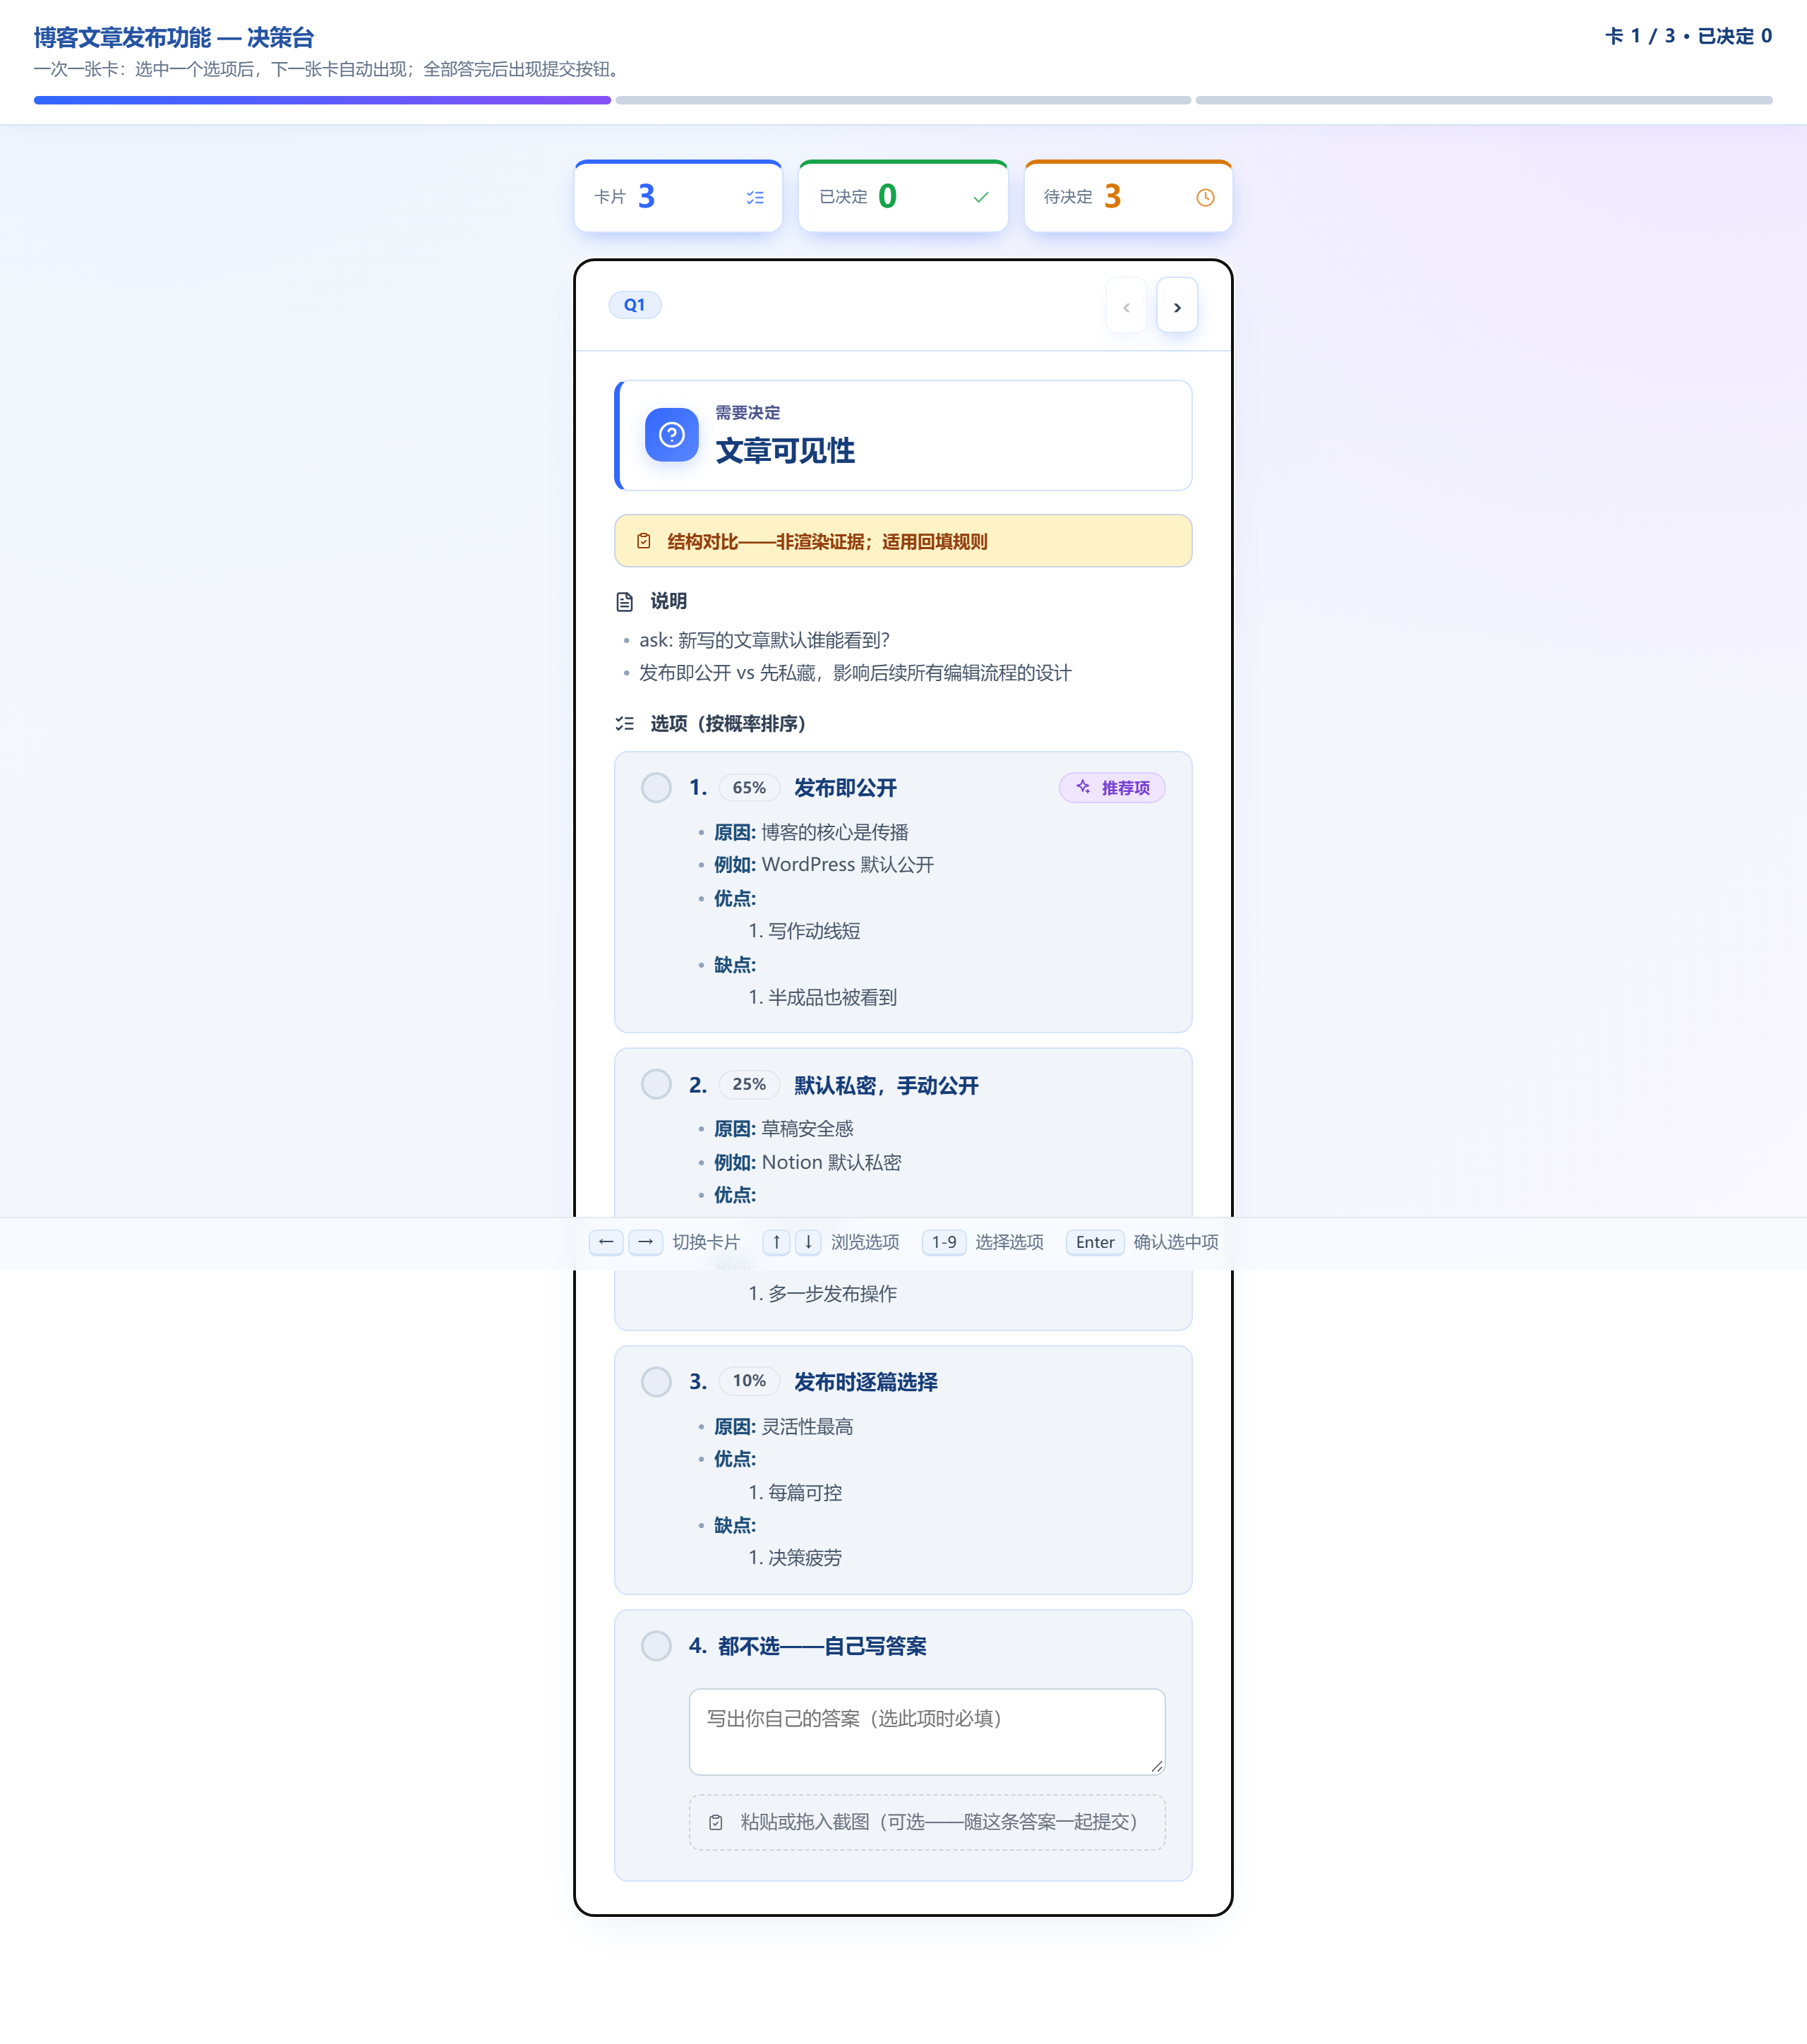 博客文章发布功能 — 决策台
卡 1 / 3 • 已决定 0
一次一张卡：选中一个选项后，下一张卡自动出现；全部答完后出现提交按钮。
卡片 3
已决定 0
待决定 3
Q1
‹ ›
需要决定
文章可见性
结构对比——非渲染证据；适用回填规则
说明
• ask: 新写的文章默认谁能看到？
• 发布即公开 vs 先私藏，影响后续所有编辑流程的设计
选项（按概率排序）
1. 65% 发布即公开 推荐项
• 原因: 博客的核心是传播
• 例如: WordPress 默认公开
• 优点:
1. 写作动线短
• 缺点:
1. 半成品也被看到
2. 25% 默认私密，手动公开
• 原因: 草稿安全感
• 例如: Notion 默认私密
• 优点:
← → 切换卡片 ↑ ↓ 浏览选项 1-9 选择选项 Enter 确认选中项
1. 多一步发布操作
3. 10% 发布时逐篇选择
• 原因: 灵活性最高
• 优点:
1. 每篇可控
• 缺点:
1. 决策疲劳
4. 都不选——自己写答案
写出你自己的答案（选此项时必填）
粘贴或拖入截图（可选——随这条答案一起提交）